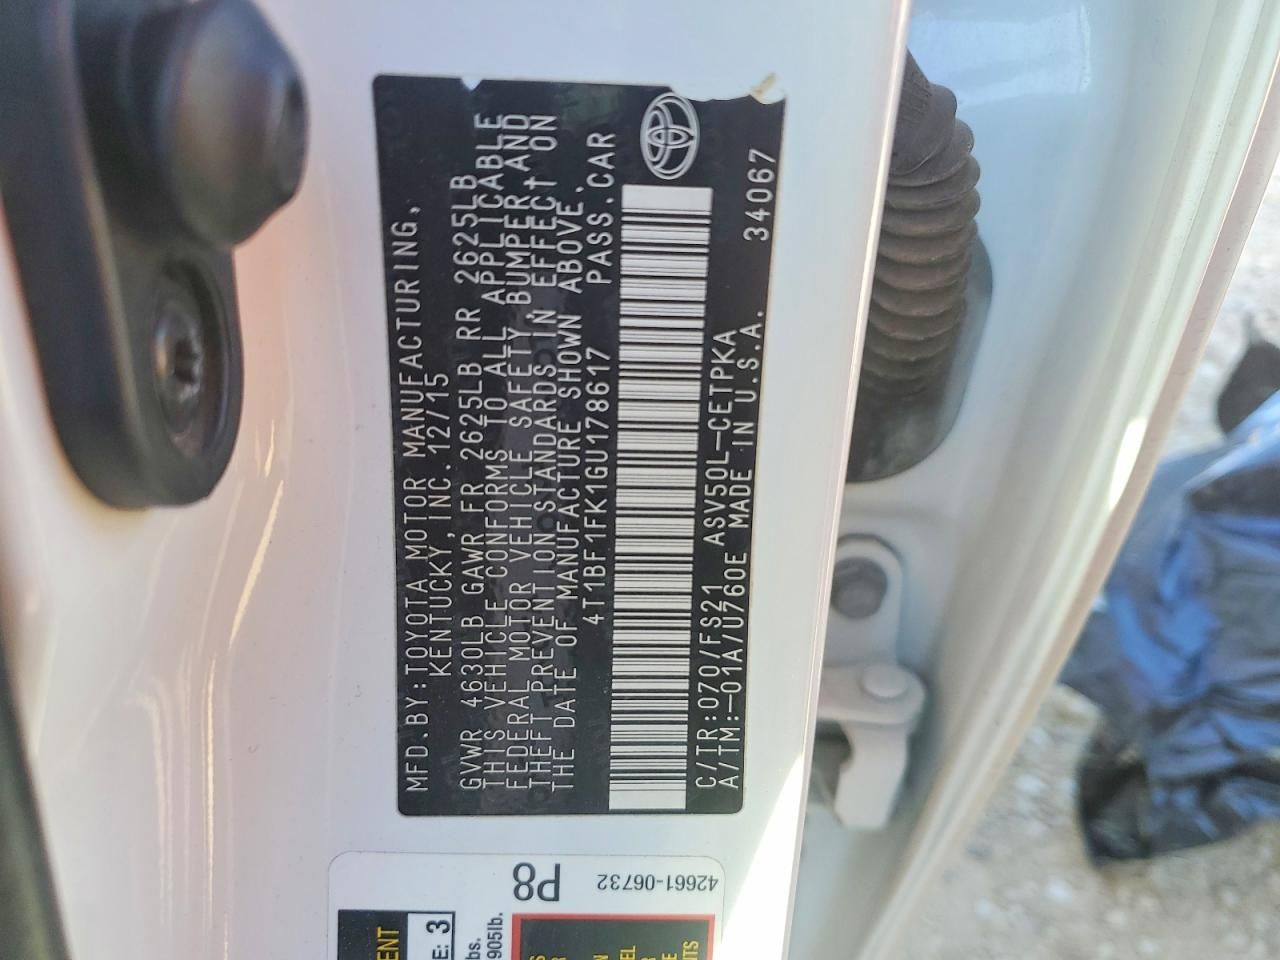 MFD.BY:TOYOTA MOTOR MANUFACTURING,
KENTUCKY,INC.12/15
GVWR 4630LB GAWR FR 2625LB RR 2625LB
THIS VEHICLE CONFORMS TO ALL APPLICABLE
FEDERAL MOTOR VEHICLE SAFETY,BUMPER,AND
THEFT PREVENTION STANDARDS IN EFFECT ON
THE DATE OF MANUFACTURE SHOWN ABOVE.
4T1BF1FK1GU178617 PASS.CAR
C/TR:070/FS21 ASV50L-CETPKA 34067
A/TM:-01A/U760E MADE IN U.S.A.
P8
42661-06732
3
905lb.